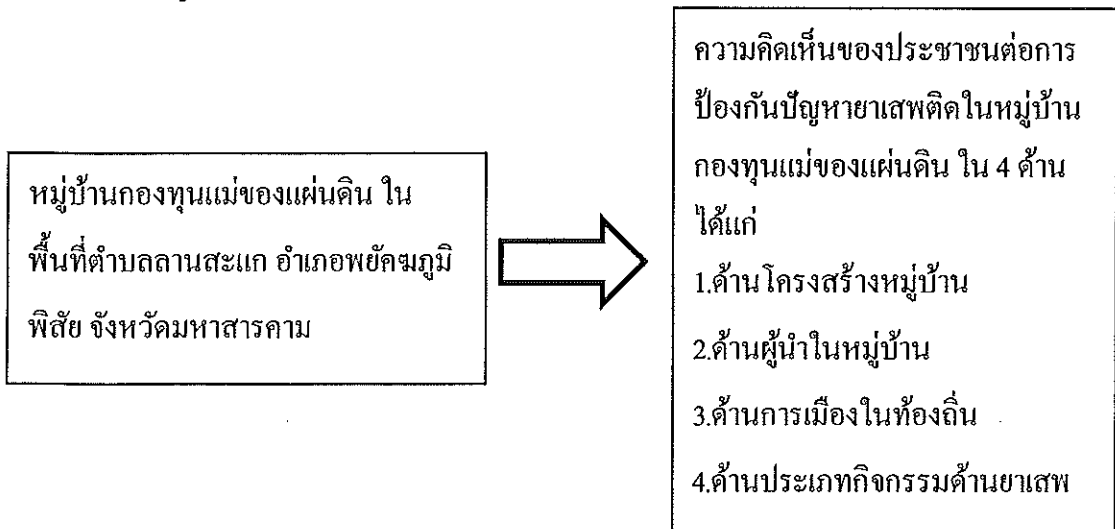 หมู่บ้านกองทุนแม่ของแผ่นดิน ใน
พื้นที่ตำบลลานสะแก อำเภอพยัคฆภูมิ
พิสัย จังหวัดมหาสารคาม
ความคิดเห็นของประชาชนต่อการ
ป้องกันปัญหายาเสพติดในหมู่บ้าน
กองทุนแม่ของแผ่นดิน ใน 4 ด้าน
ได้แก่
1.ด้านโครงสร้างหมู่บ้าน
2.ด้านผู้นำในหมู่บ้าน
3.ด้านการเมืองในท้องถิ่น
4.ด้านประเภทกิจกรรมด้านยาเสพ